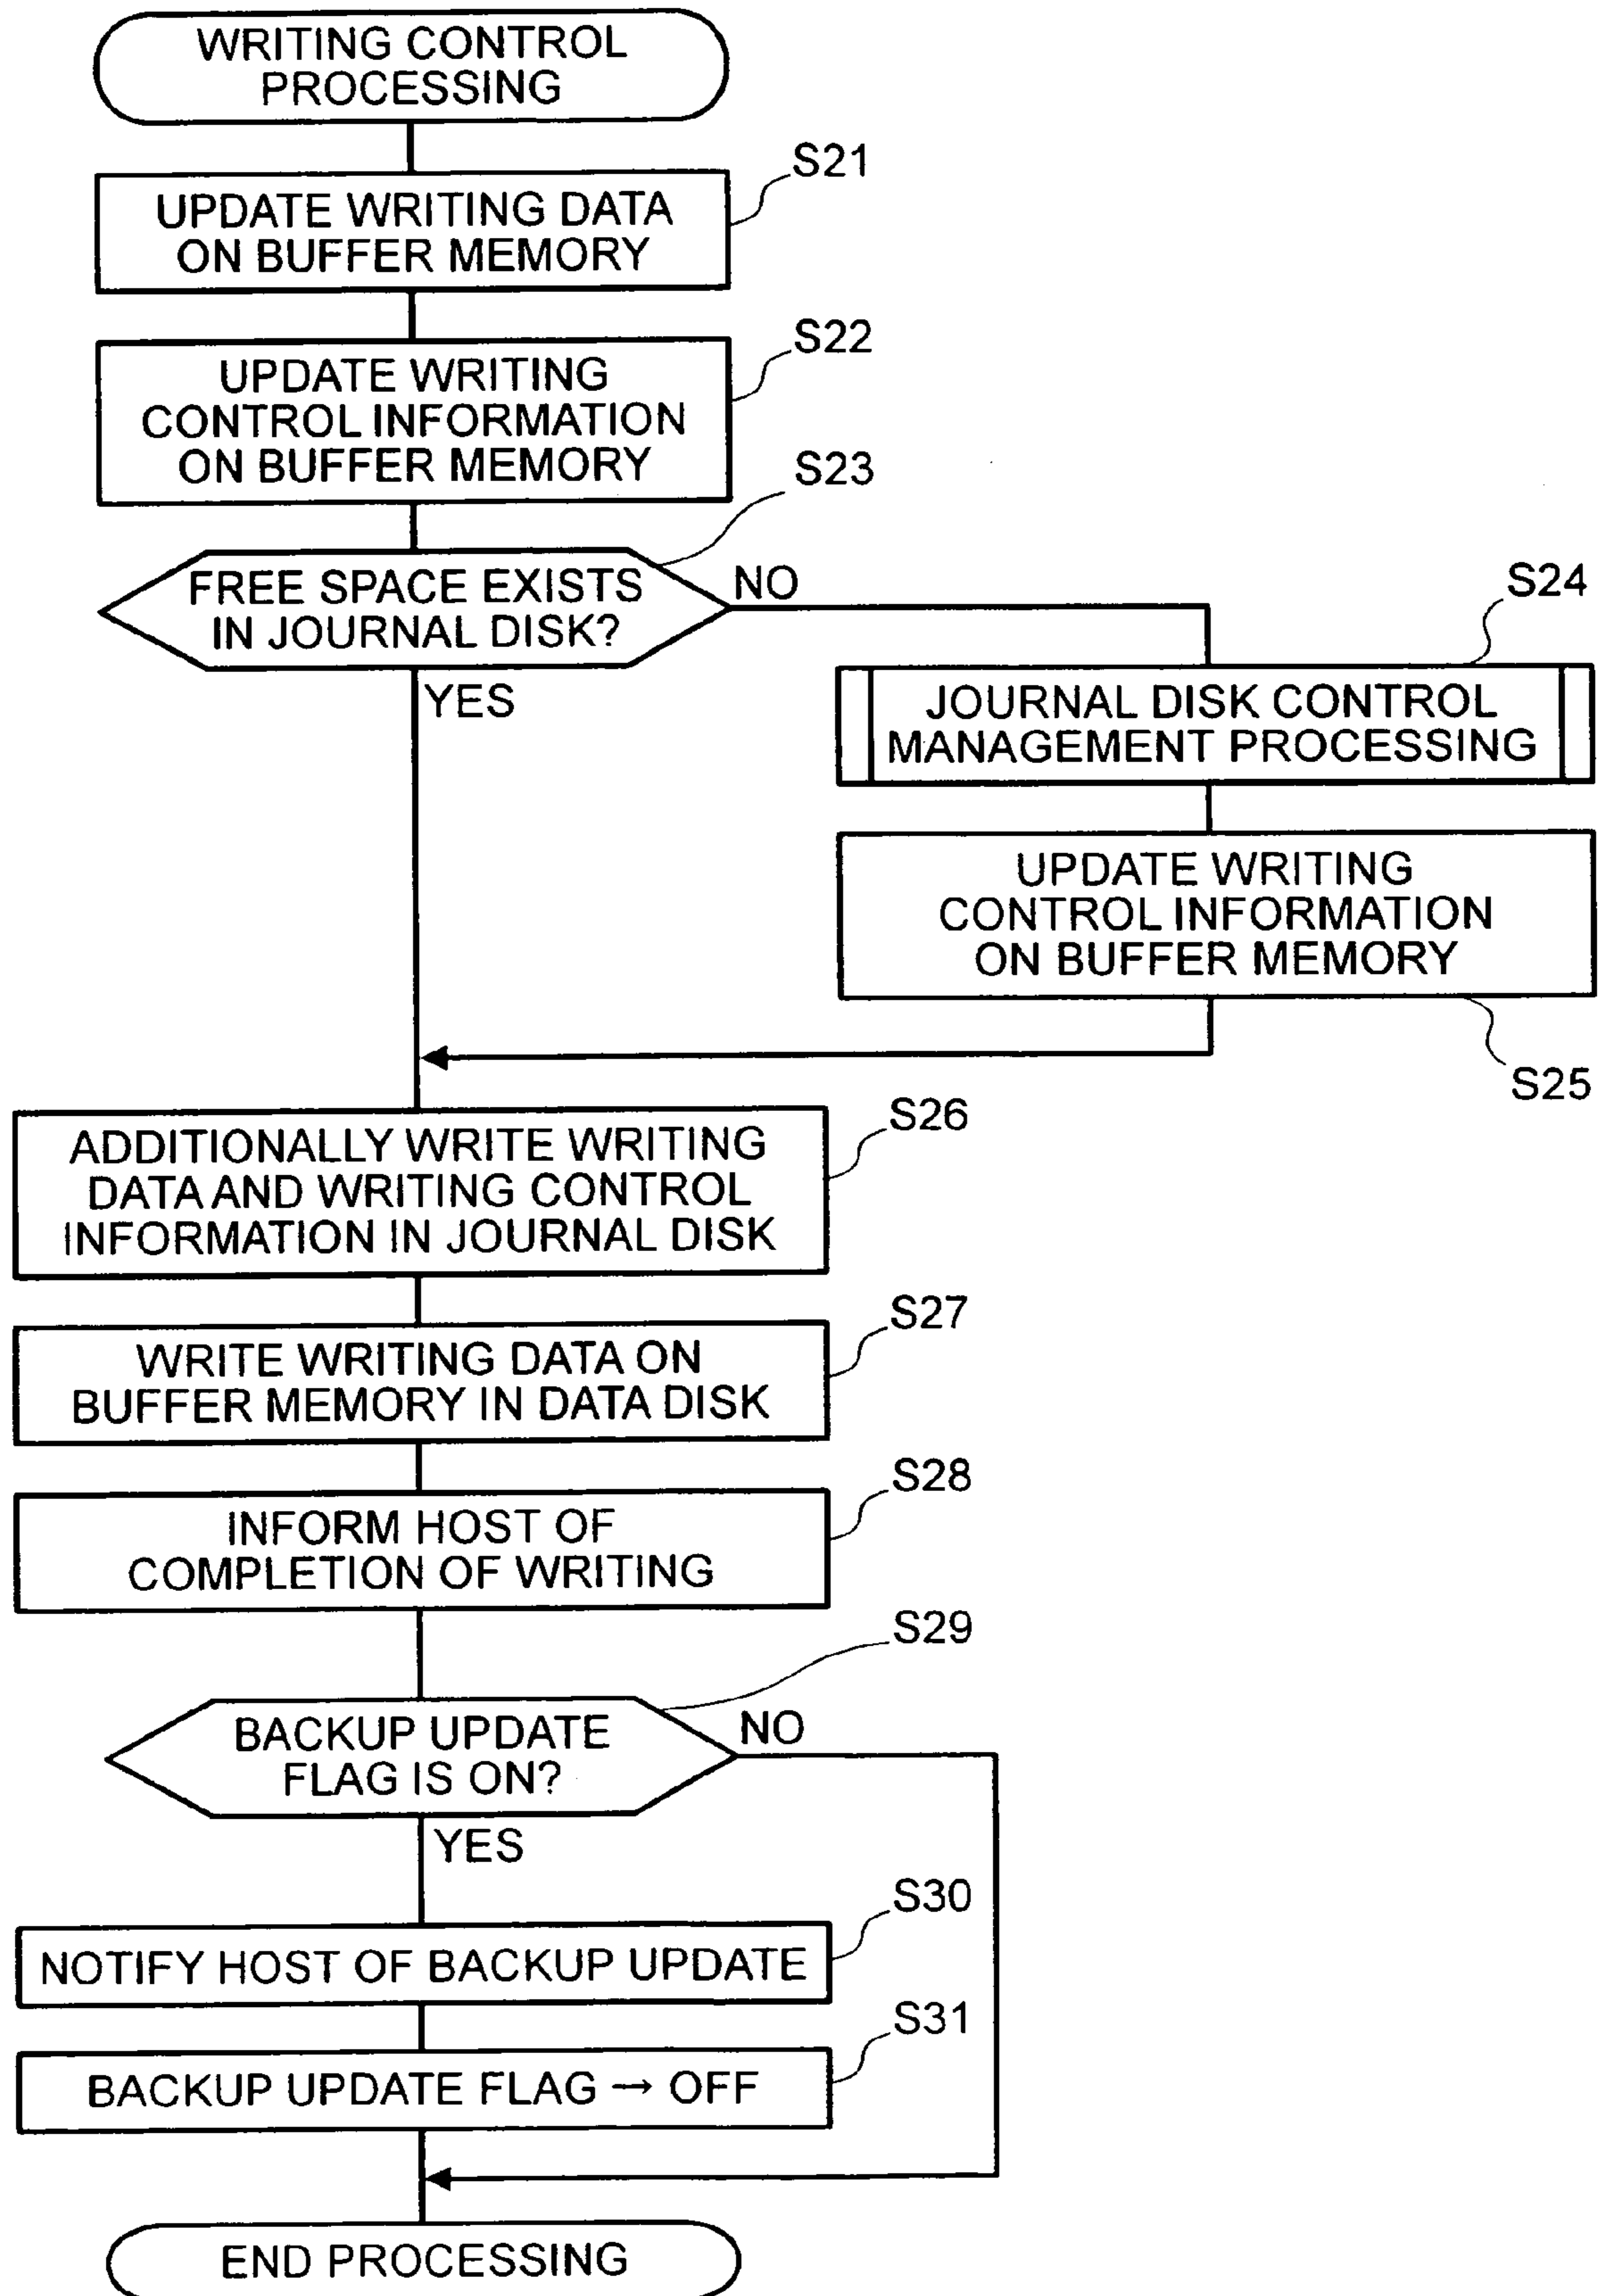 WRITING CONTROL
PROCESSING
S21
UPDATE WRITING DATA
ON BUFFER MEMORY
S22
UPDATE WRITING
CONTROL INFORMATION
ON BUFFER MEMORY
S23
FREE SPACE EXISTS
IN JOURNAL DISK?
NO
YES
S24
JOURNAL DISK CONTROL
MANAGEMENT PROCESSING
UPDATE WRITING
CONTROL INFORMATION
ON BUFFER MEMORY
S25
S26
ADDITIONALLY WRITE WRITING
DATA AND WRITING CONTROL
INFORMATION IN JOURNAL DISK
S27
WRITE WRITING DATA ON
BUFFER MEMORY IN DATA DISK
S28
INFORM HOST OF
COMPLETION OF WRITING
S29
BACKUP UPDATE
FLAG IS ON?
NO
YES
S30
NOTIFY HOST OF BACKUP UPDATE
S31
BACKUP UPDATE FLAG → OFF
END PROCESSING